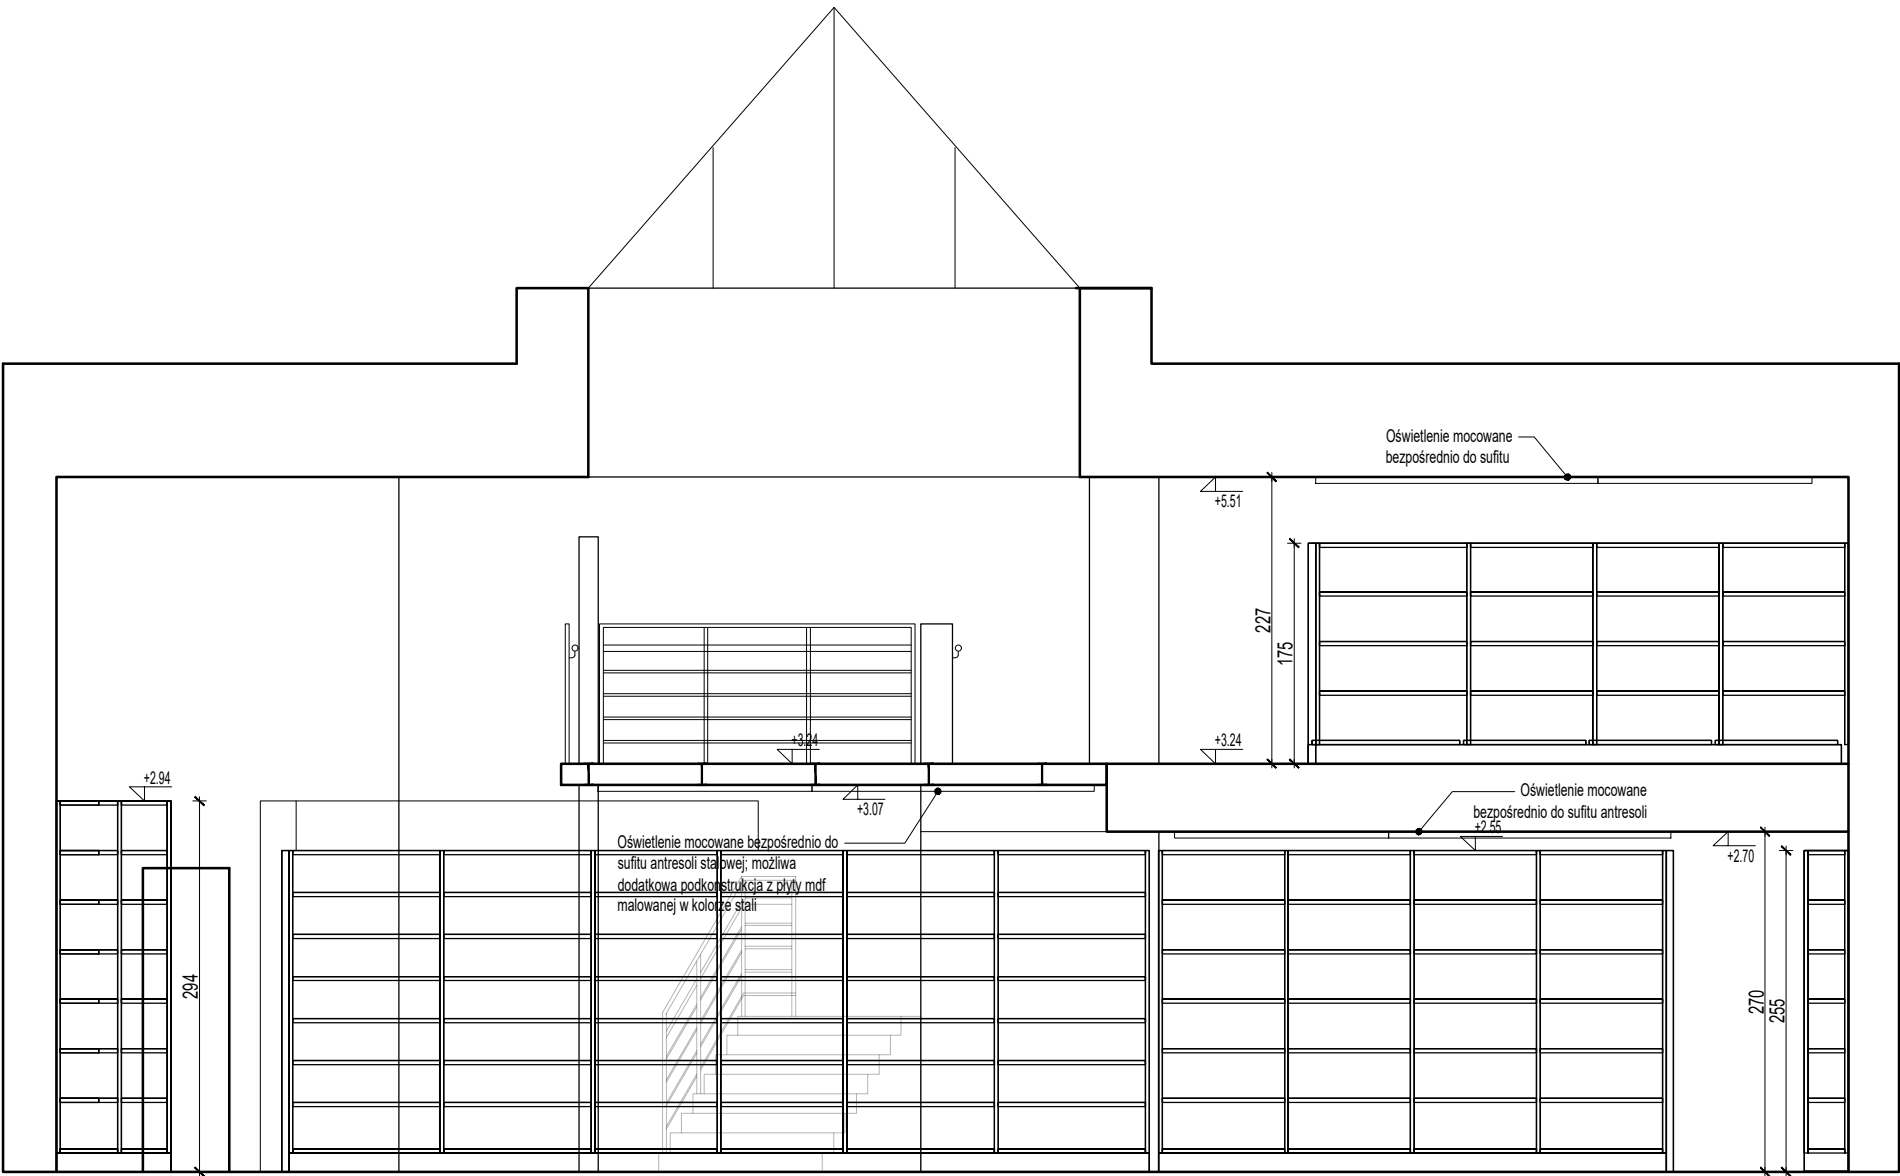 Oświetlenie mocowane
bezpośrednio do sufitu
+5.51
227
175
+3.24
+3.24
+2.94
+3.07
Oświetlenie mocowane
bezpośrednio do sufitu antresoli
+2.55
+2.70
Oświetlenie mocowane bezpośrednio do
sufitu antresoli stalowej; możliwa
dodatkowa podkonstrukcja z płyty mdf
malowanej w kolorze stali
294
270
255